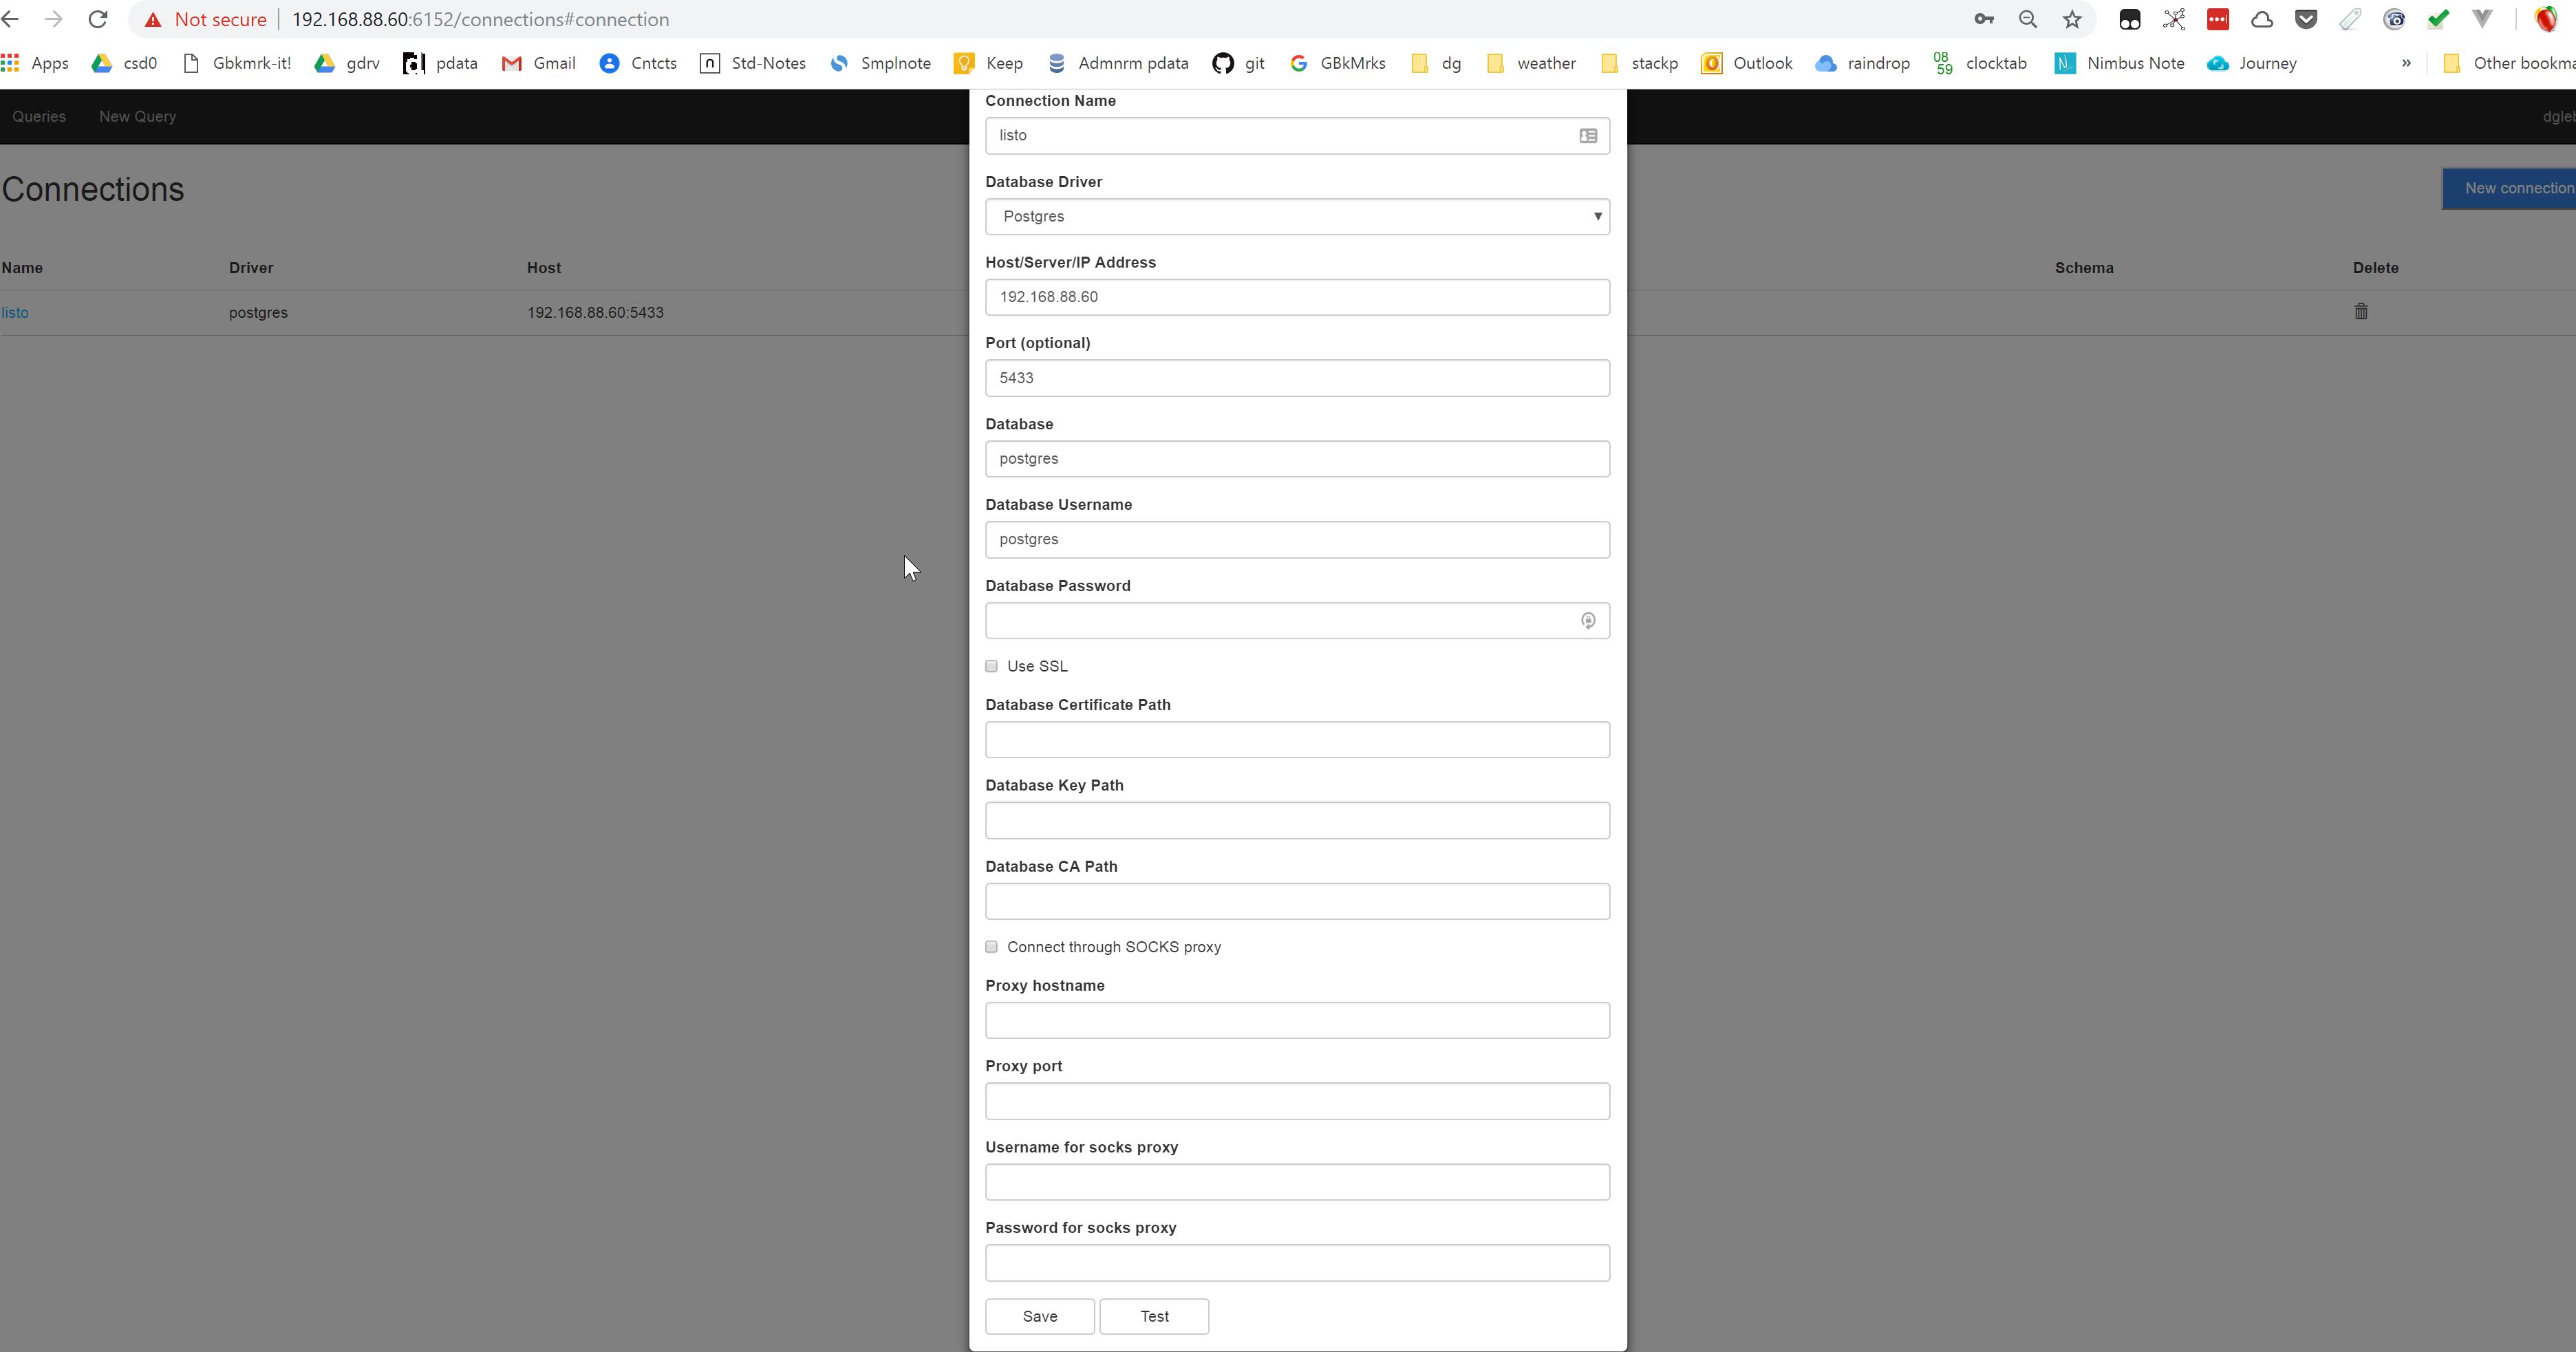 Not secure 192.168.88.60:6152/connections#connection
Apps csd0 Gbkmrk-it! gdrv pdata Gmail Cntcts Std-Notes Smplnote Keep Admnrm pdata git GBkMrks dg weather stackp Outlook raindrop 08 59 clocktab Nimbus Note Journey » Other bookma
Queries New Query dgleb
Connections
New connection
Name Driver Host Schema Delete
listo postgres 192.168.88.60:5433
Connection Name
listo
Database Driver
Postgres
Host/Server/IP Address
192.168.88.60
Port (optional)
5433
Database
postgres
Database Username
postgres
Database Password
Use SSL
Database Certificate Path
Database Key Path
Database CA Path
Connect through SOCKS proxy
Proxy hostname
Proxy port
Username for socks proxy
Password for socks proxy
Save Test